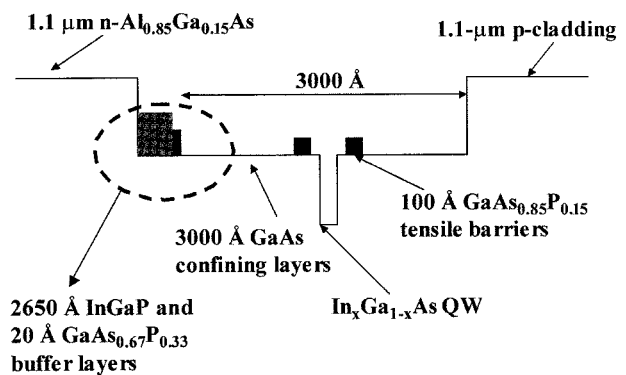 1.1 μm n-Al0.85Ga0.15As
1.1-μm p-cladding
3000 Å
100 Å GaAs0.85P0.15
tensile barriers
3000 Å GaAs
confining layers
InxGa1-xAs QW
2650 Å InGaP and
20 Å GaAs0.67P0.33
buffer layers